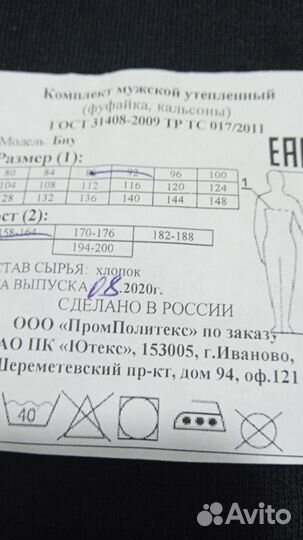 Комплект мужской утепленный
(фуфайка, кальсоны)
ГОСТ 31408-2009 ТР ТС 017/2011
Модель: Бну
Размер (1):
80 84 92 96 100
104 108 112 116 120 124
128 132 136 140 144 148
ост (2):
158-164 170-176 182-188
194-200
СТАВ СЫРЬЯ: хлопок
А ВЫПУСКА 08.2020г.
СДЕЛАНО В РОССИИ
ООО «ПромПолитекс» по заказу
АО ПК «Ютекс», 153005, г.Иваново,
Шереметевский пр-кт, дом 94, оф.121
EAC
1
40
Avito